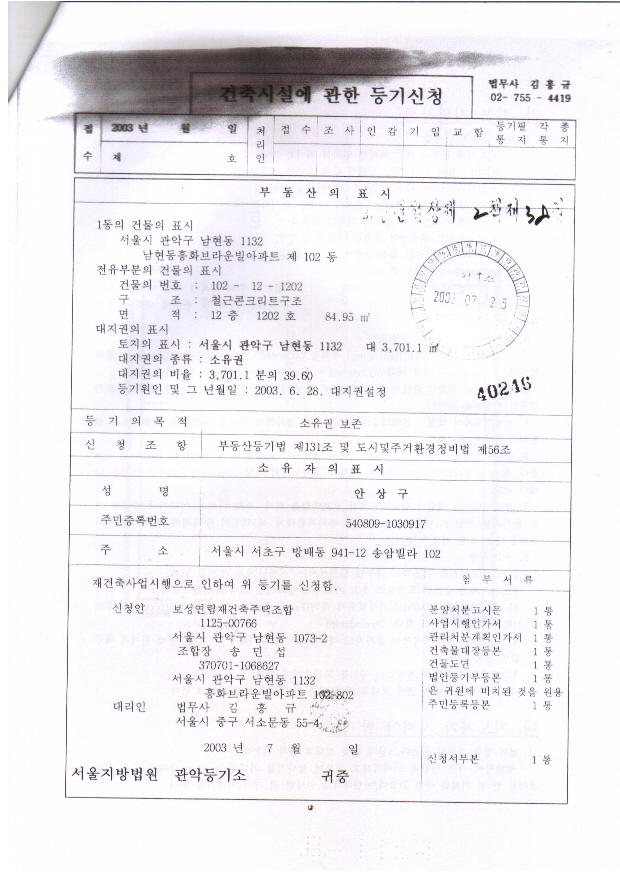 건축시설에 관한 등기신청
법무사 김 홍 규
02- 755 - 4419
접 수
2003 년 월 일
제 호
처 리 인
접 수 조 사 인 감 기 입 교 합 등기필 통 지 각 종 통 지
부 동 산 의 표 시
책제
1동의 건물의 표시
서울시 관악구 남현동 1132
남현동흥화브라운빌아파트 제 102 동
전유부분의 건물의 표시
건물의 번호 : 102 - 12 - 1202
구 조 철근콘크리트구조
면 적 : 12 층 1202 호 84.95 ㎡
2003 07 2 5
대지권의 표시
토지의 표시 : 서울시 관악구 남현동 1132 대 3,701.1 ㎡
대지권의 종류 : 소유권
대지권의 비율 : 3,701.1 분의 39.60
등기원인 및 그 년월일 : 2003. 6. 28. 대지권설정
40246
등 기 의 목 적 소유권 보존
신 청 조 항 부동산등기법 제131조 및 도시및주거환경정비법 제56조
소 유 자 의 표 시
성 명 안 상 구
주민등록번호 540809-1030917
주 소 서울시 서초구 방배동 941-12 송암빌라 102
재건축사업시행으로 인하여 위 등기를 신청함.
신청인 보성연립재건축주택조합
1125-00766
서울시 관악구 남현동 1073-2
조합장 송 민 섭
370701-1068627
서울시 관악구 남현동 1132
흥화브라운빌아파트 102-802
대리인 법무사 김 홍 규
서울시 중구 서소문동 55-4
2003 년 7 월 일
서울지방법원 관악등기소 귀중
첨 부 서 류
분양처분고시문 1 통
사업시행인가서 1 통
관리처분계획인가서 1 통
건축물대장등본 1 통
건물도면 1 통
법인등기부등본 1 통
은 귀원에 비치된 것을 원용
주민등록등본 1 통
신청서부본 1 통